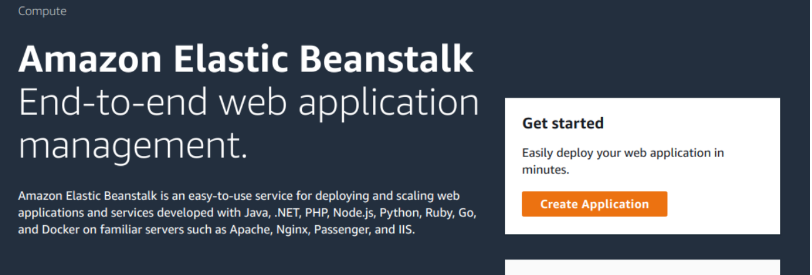 Compute
Amazon Elastic Beanstalk
End-to-end web application
management.
Amazon Elastic Beanstalk is an easy-to-use service for deploying and scaling web
applications and services developed with Java, .NET, PHP, Node.js, Python, Ruby, Go,
and Docker on familiar servers such as Apache, Nginx, Passenger, and IIS.
Get started
Easily deploy your web application in
minutes.
Create Application